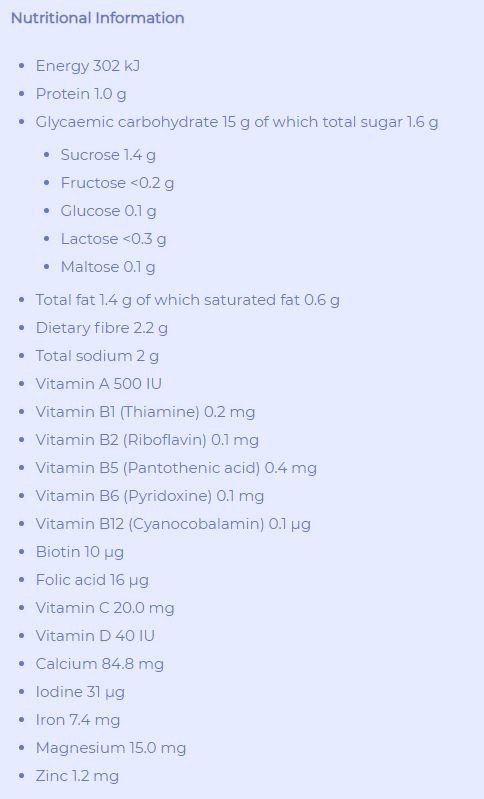 Nutritional Information
• Energy 302 kJ
• Protein 1.0 g
• Glycaemic carbohydrate 15 g of which total sugar 1.6 g
• Sucrose 1.4 g
• Fructose <0.2 g
• Glucose 0.1 g
• Lactose <0.3 g
• Maltose 0.1 g
• Total fat 1.4 g of which saturated fat 0.6 g
• Dietary fibre 2.2 g
• Total sodium 2 g
• Vitamin A 500 IU
• Vitamin B1 (Thiamine) 0.2 mg
• Vitamin B2 (Riboflavin) 0.1 mg
• Vitamin B5 (Pantothenic acid) 0.4 mg
• Vitamin B6 (Pyridoxine) 0.1 mg
• Vitamin B12 (Cyanocobalamin) 0.1 µg
• Biotin 10 µg
• Folic acid 16 µg
• Vitamin C 20.0 mg
• Vitamin D 40 IU
• Calcium 84.8 mg
• Iodine 31 µg
• Iron 7.4 mg
• Magnesium 15.0 mg
• Zinc 1.2 mg